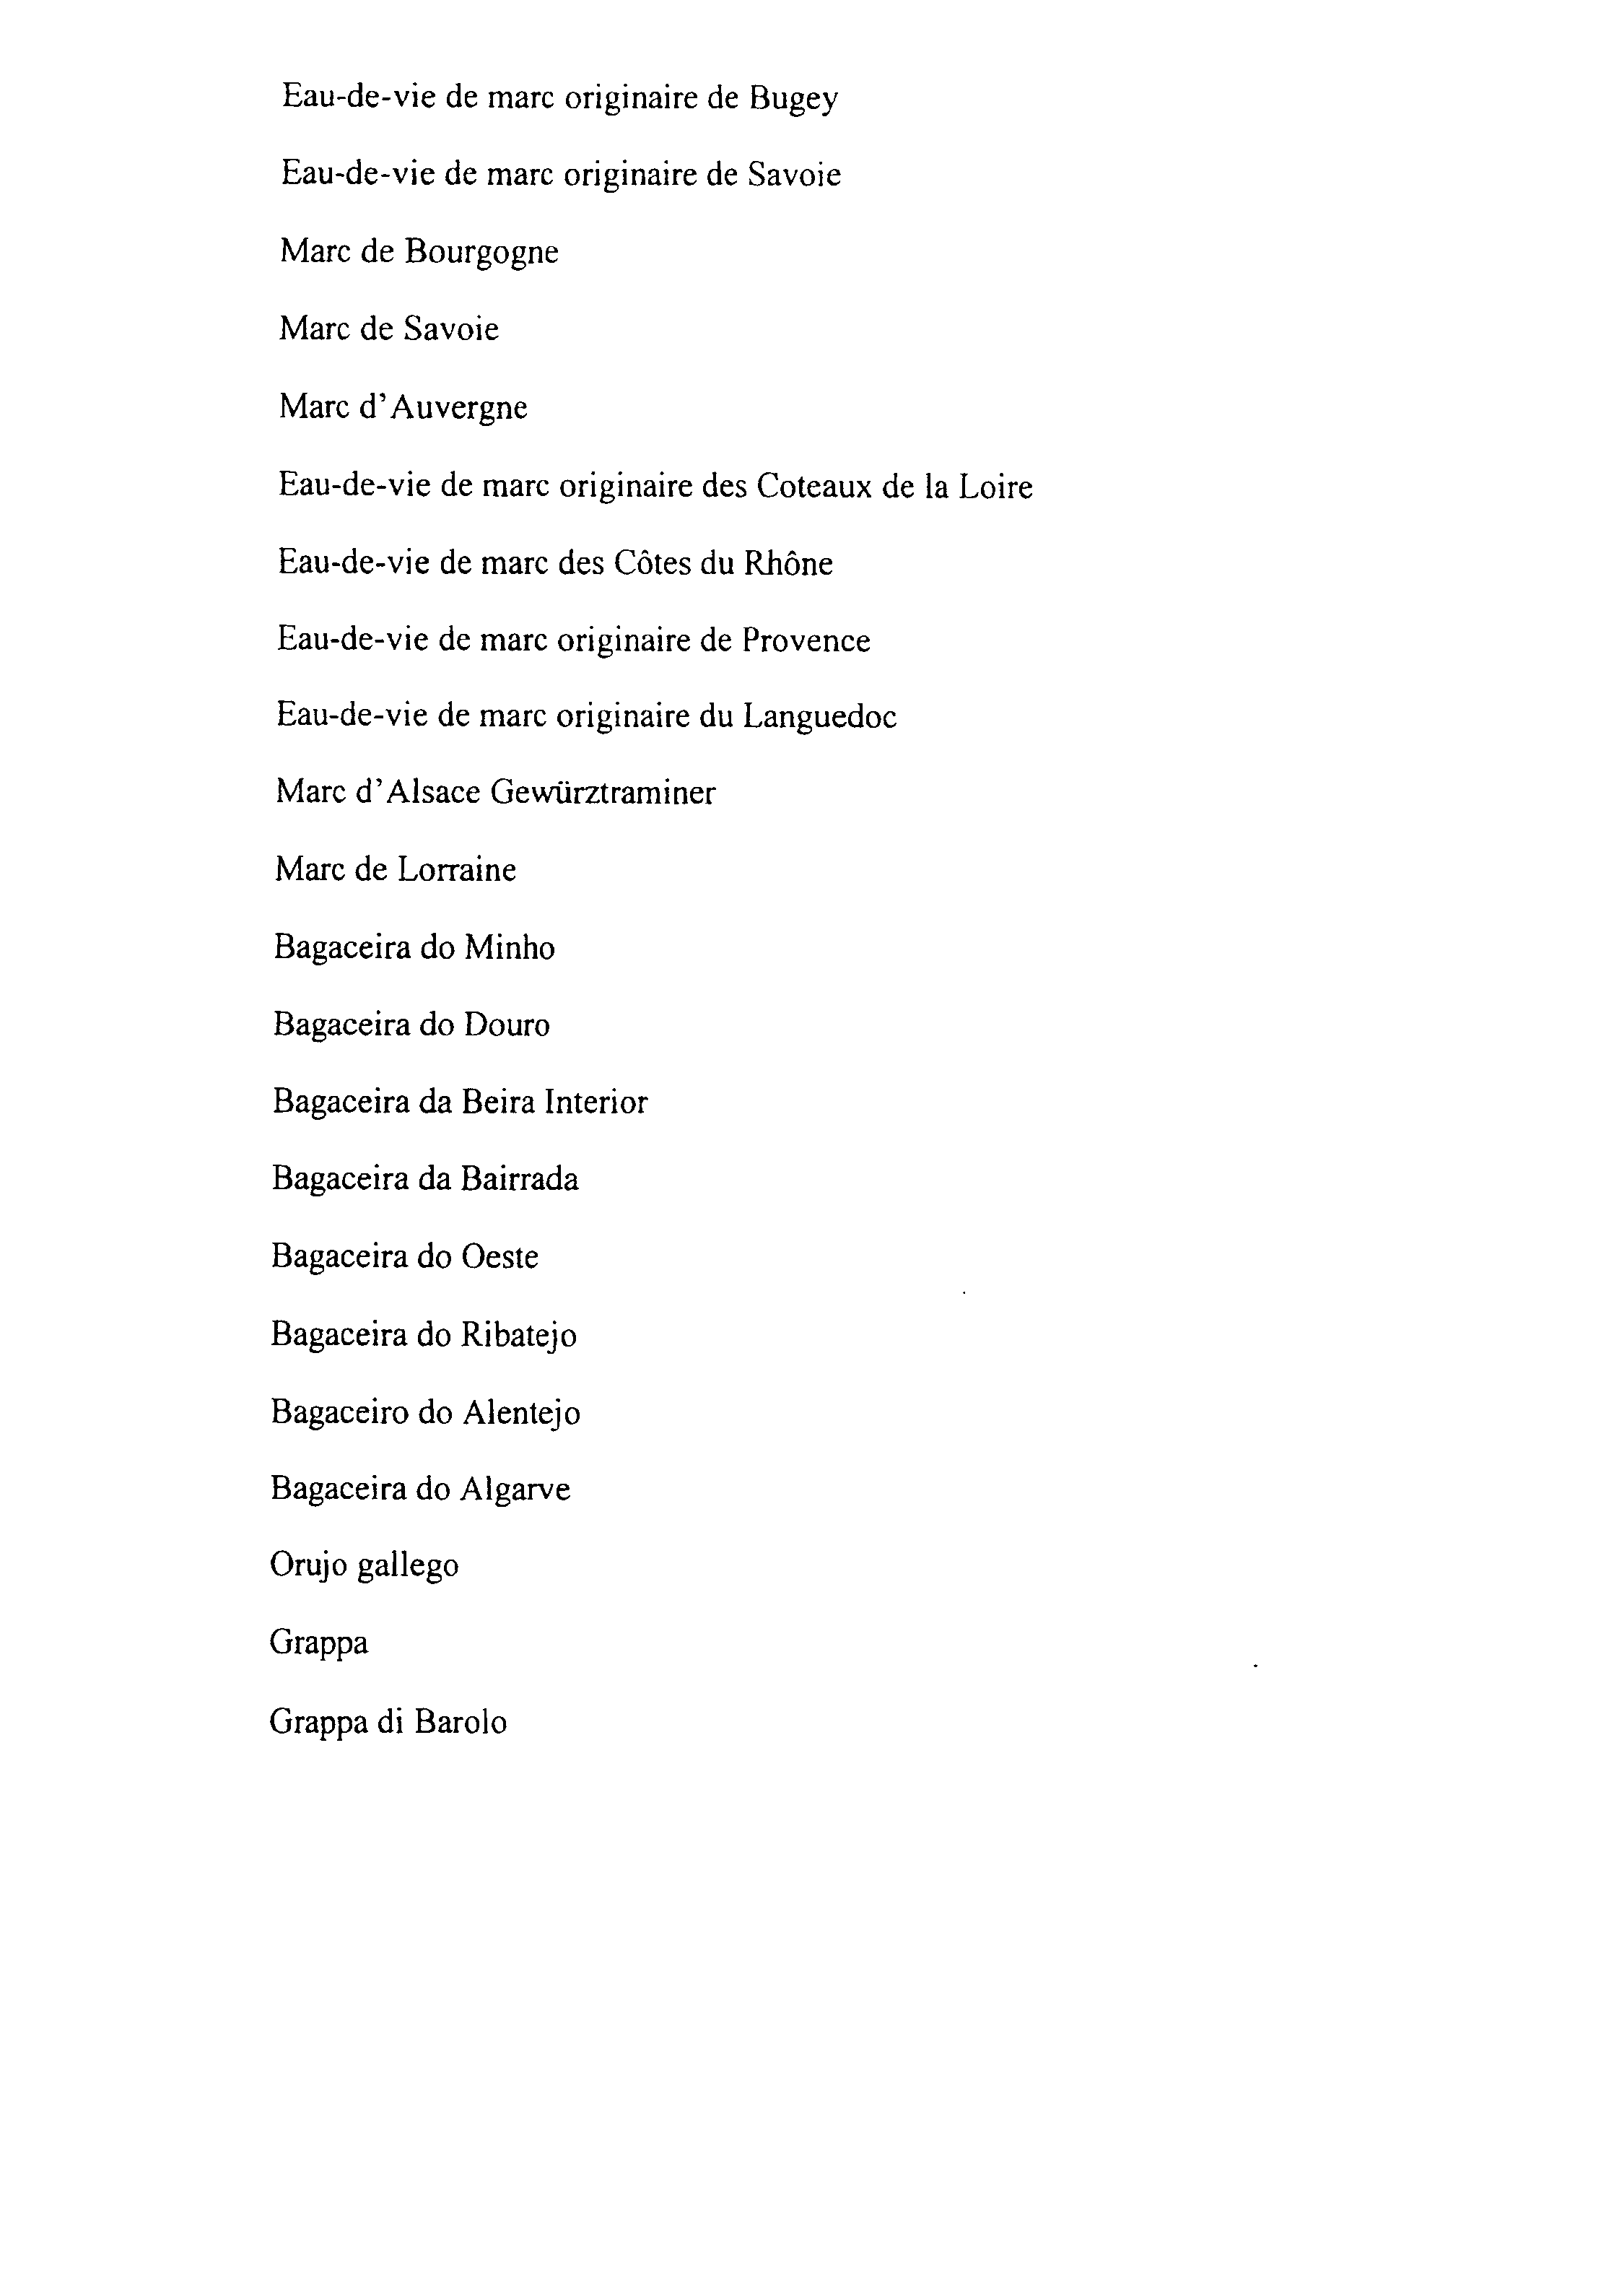 Eau-de-vie de marc originaire de Bugey
Eau-de-vie de marc originaire de Savoie
Marc de Bourgogne
Marc de Savoie
Marc d'Auvergne
Eau-de-vie de marc originaire des Coteaux de la Loire
Eau-de-vie de marc des Côtes du Rhône
Eau-de-vie de marc originaire de Provence
Eau-de-vie de marc originaire du Languedoc
Marc d'Alsace Gewürztraminer
Marc de Lorraine
Bagaceira do Minho
Bagaceira do Douro
Bagaceira da Beira Interior
Bagaceira da Bairrada
Bagaceira do Oeste
Bagaceira do Ribatejo
Bagaceiro do Alentejo
Bagaceira do Algarve
Orujo gallego
Grappa
Grappa di Barolo